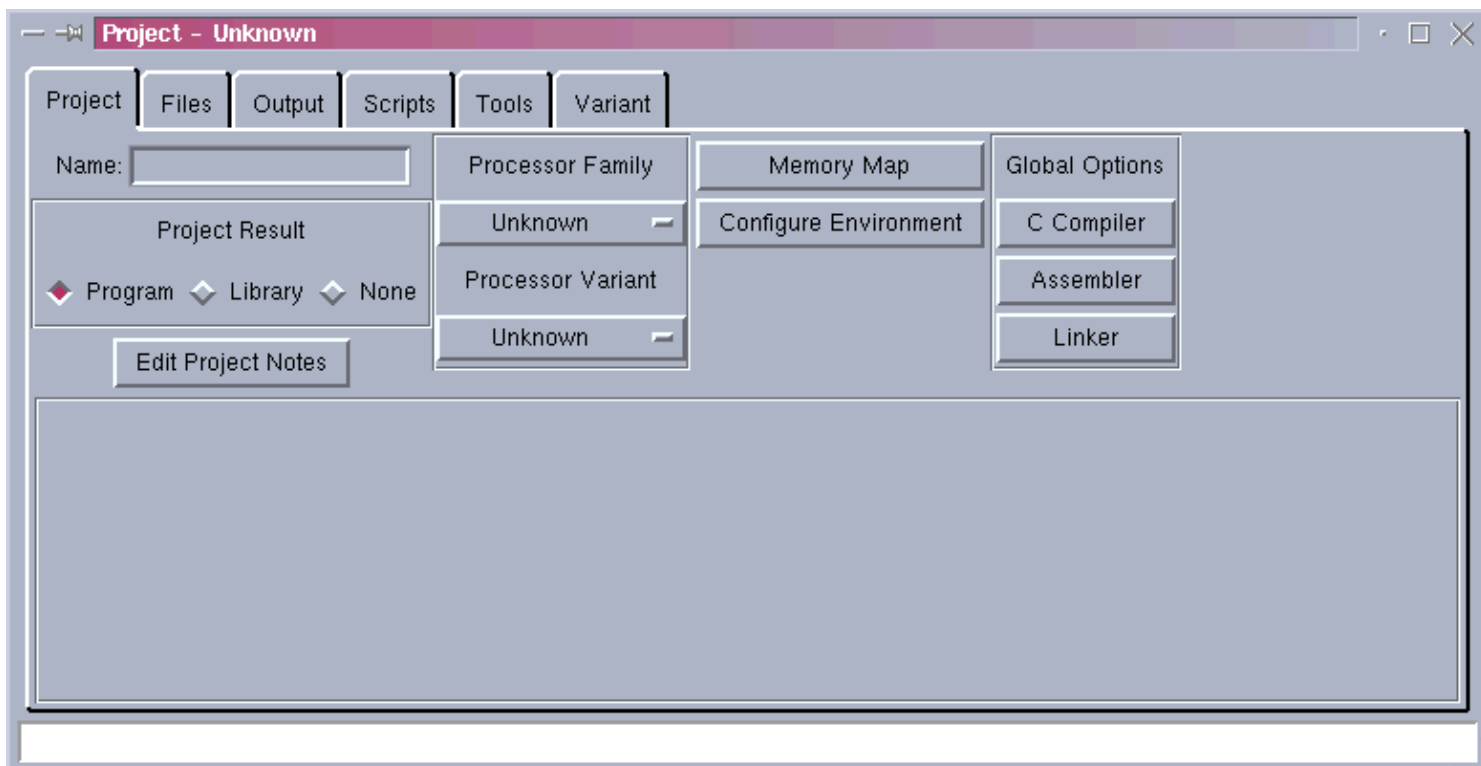 Project - Unknown
Project Files Output Scripts Tools Variant
Name:
Project Result
Program Library None
Edit Project Notes
Processor Family
Unknown
Processor Variant
Unknown
Memory Map
Configure Environment
Global Options
C Compiler
Assembler
Linker